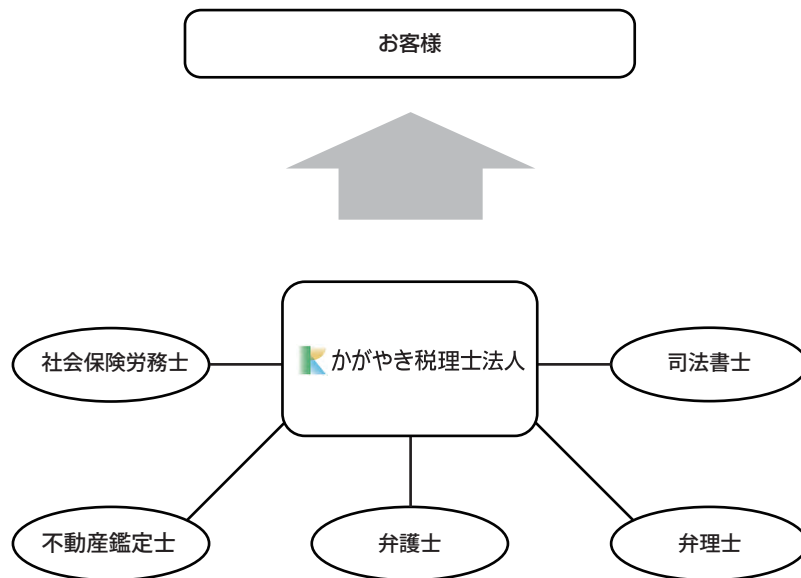 お客様
かがやき税理士法人
社会保険労務士
司法書士
不動産鑑定士
弁護士
弁理士